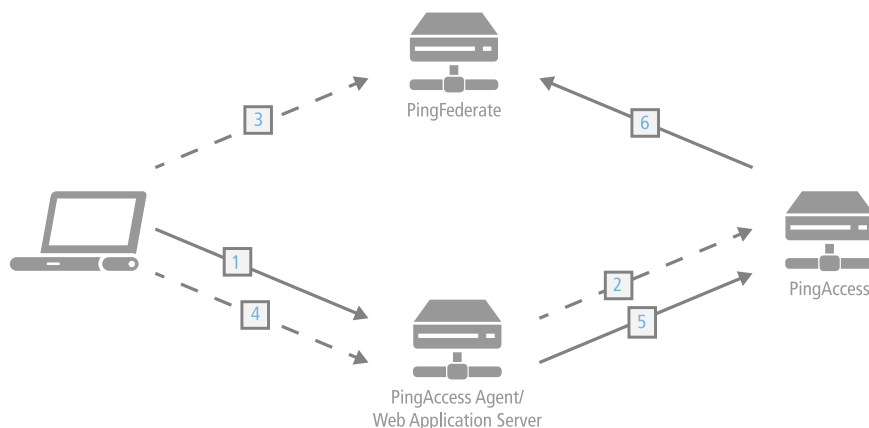 PingFederate
3
6
1
2
PingAccess
4
5
PingAccess Agent/
Web Application Server